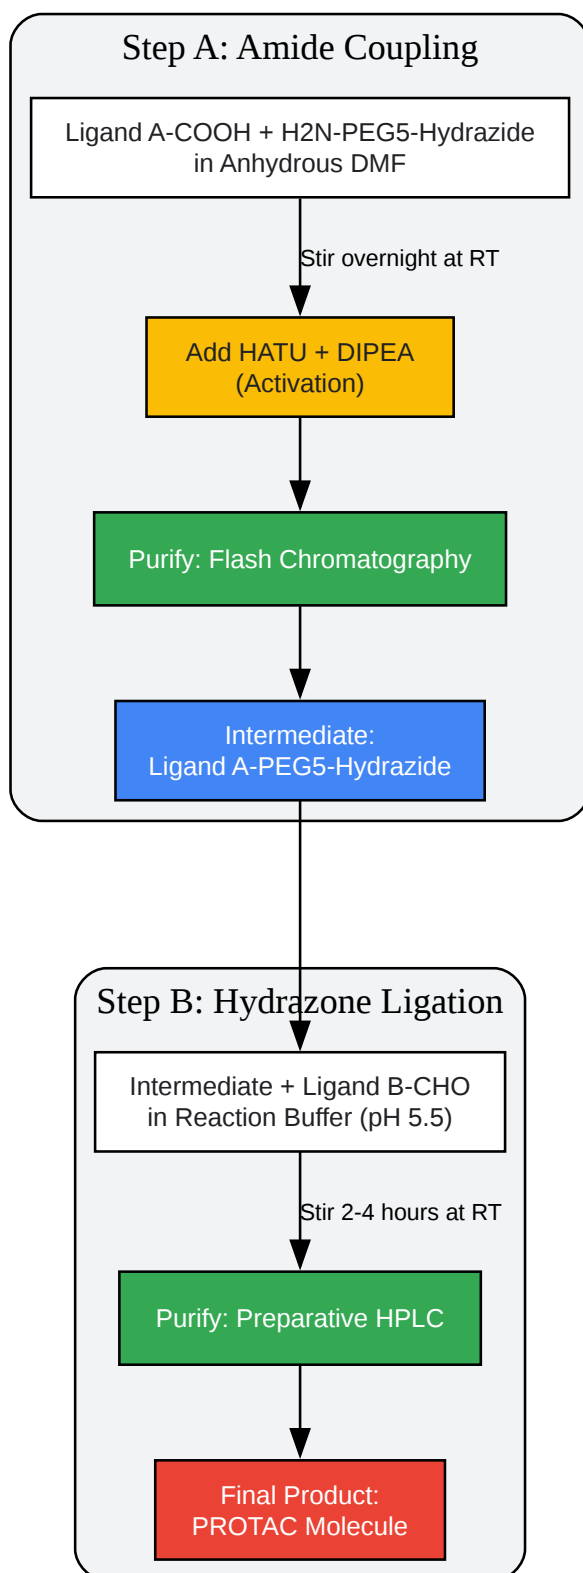 Step A: Amide Coupling
Ligand A-COOH + H2N-PEG5-Hydrazide
in Anhydrous DMF
Stir overnight at RT
Add HATU + DIPEA
(Activation)
Purify: Flash Chromatography
Intermediate:
Ligand A-PEG5-Hydrazide
Step B: Hydrazone Ligation
Intermediate + Ligand B-CHO
in Reaction Buffer (pH 5.5)
Stir 2-4 hours at RT
Purify: Preparative HPLC
Final Product:
PROTAC Molecule